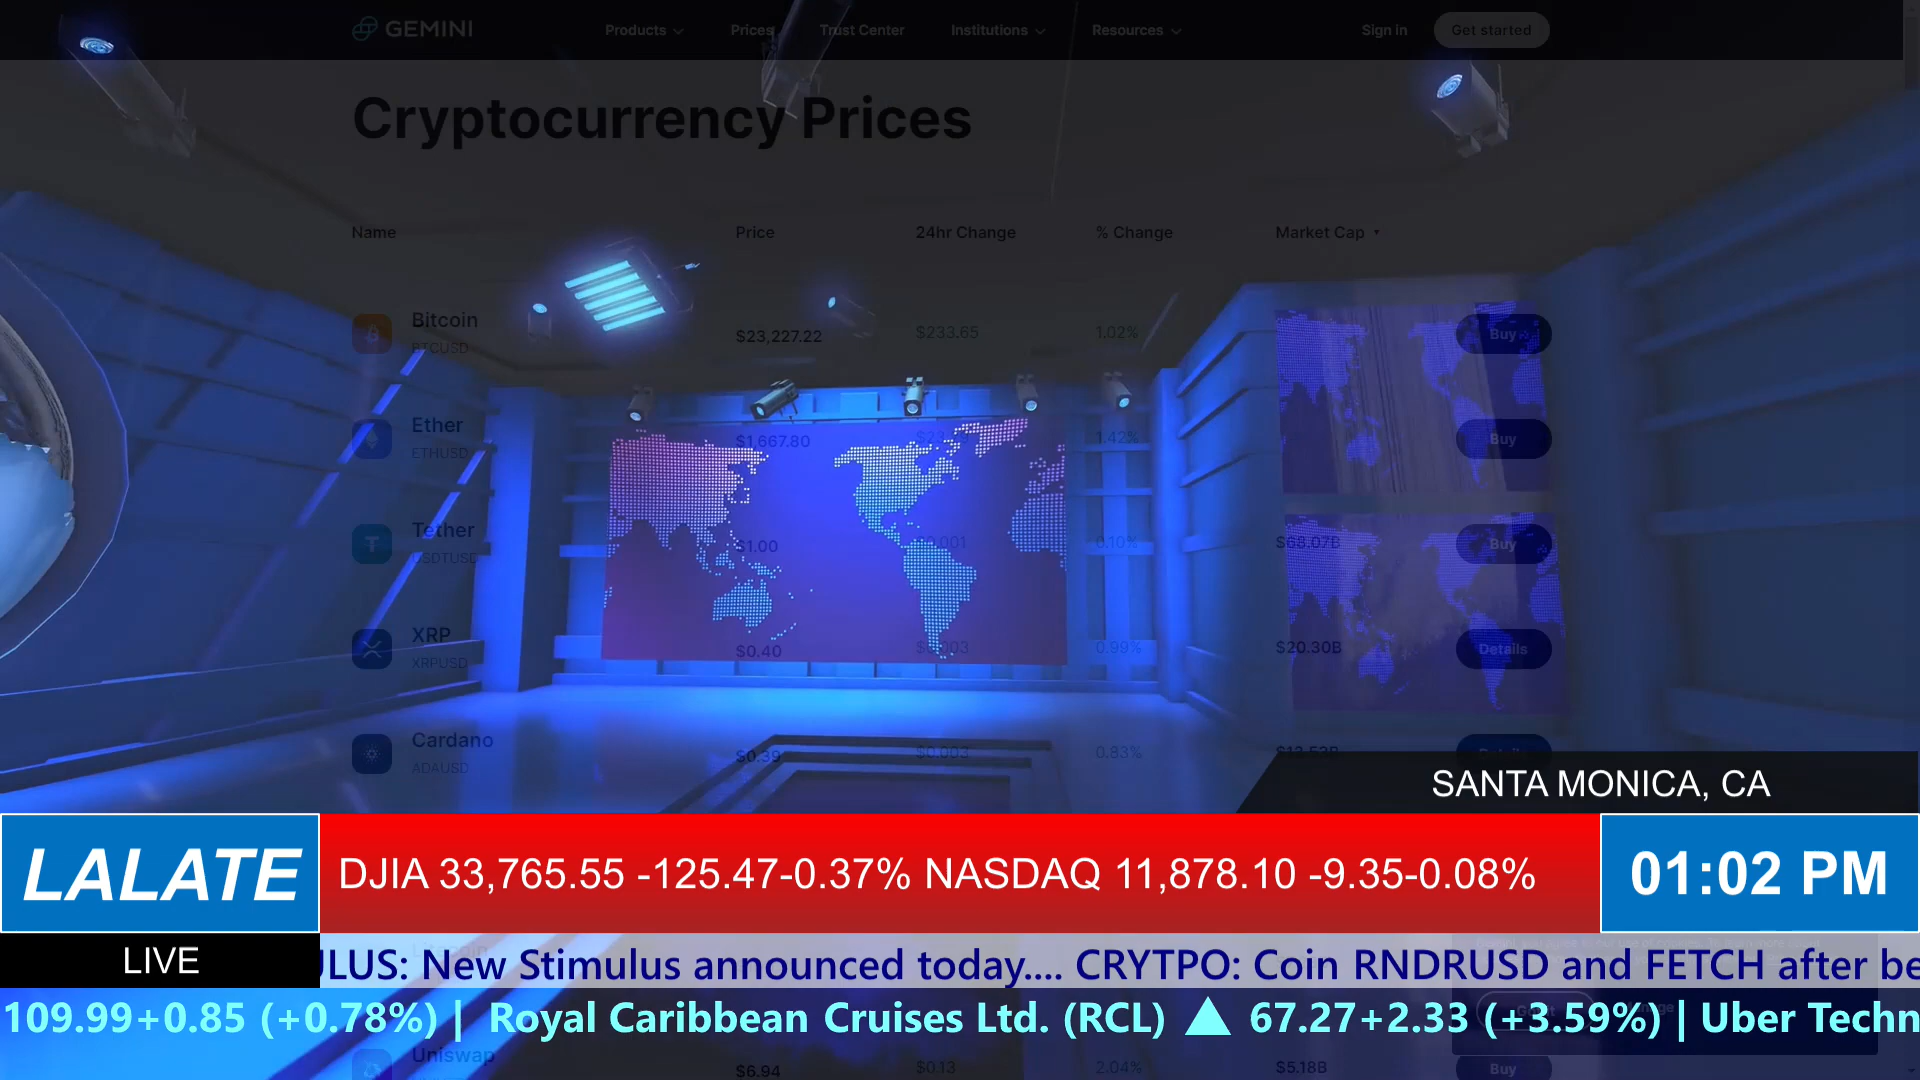 GEMINI
Products
Prices
Trust Center
Institutions
Resources
Sign in
Get started
Cryptocurrency Prices
Name
Price
24hr Change
% Change
Market Cap
Bitcoin
BTCUSD
$23,227.22
$233.65
1.02%
Buy
Ether
ETHUSD
$1,667.80
1.42%
Buy
Tether
USDTUSD
$1.00
0.10%
$68.07B
Buy
XRP
XRPUSD
$0.40
$0.003
0.99%
$20.30B
Details
Cardano
ADAUSD
$0.39
$0.003
0.83%
SANTA MONICA, CA
LALATE
DJIA 33,765.55 -125.47-0.37% NASDAQ 11,878.10 -9.35-0.08%
01:02 PM
LIVE
ULUS: New Stimulus announced today.... CRYTPO: Coin RNDRUSD and FETCH after be
109.99+0.85 (+0.78%) | Royal Caribbean Cruises Ltd. (RCL) ▲ 67.27+2.33 (+3.59%) | Uber Techn
Uniswap
$6.94
$0.13
2.04%
$5.18B
Buy